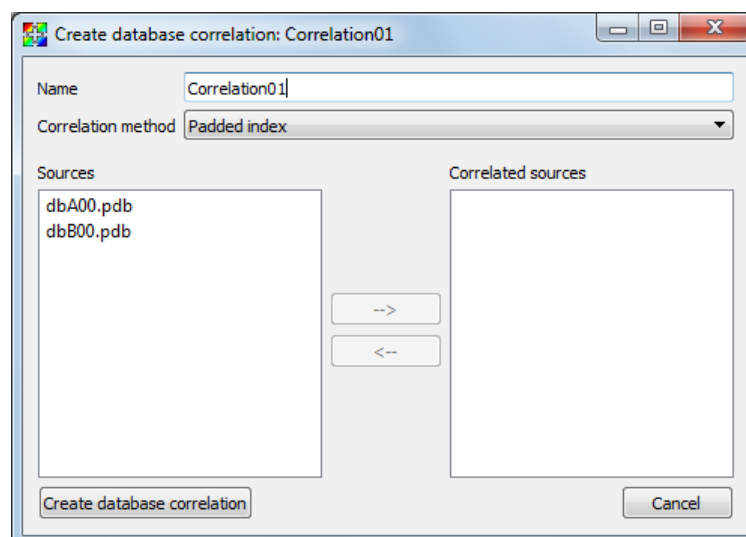 Create database correlation: Correlation01
Name Correlation01
Correlation method Padded index
Sources Correlated sources
dbA00.pdb
dbB00.pdb
-->
<--
Create database correlation Cancel